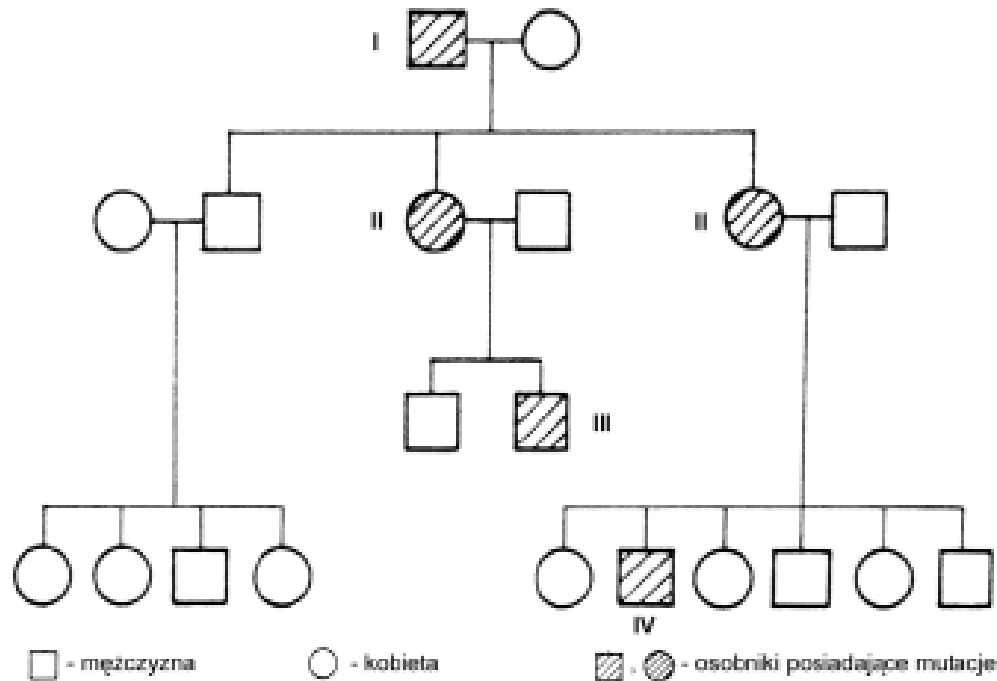 I
II
II
III
IV
- mężczyzna
- kobieta
- osobniki posiadające mutacje